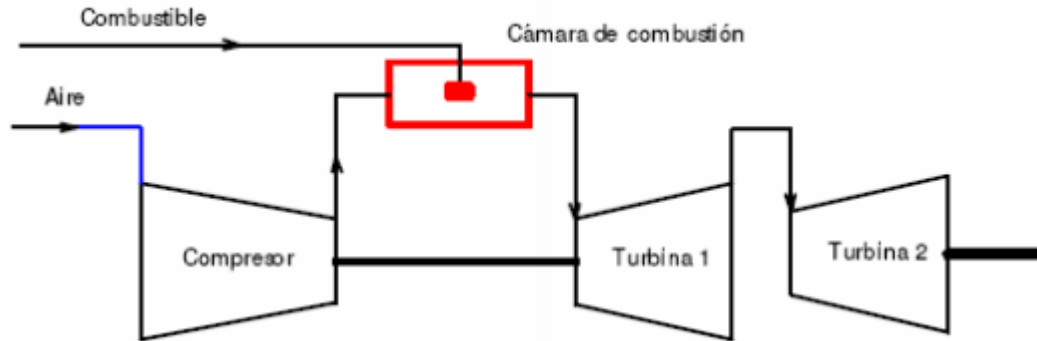 Combustible
Cámara de combustión
Aire
Compresor
Turbina 1
Turbina 2